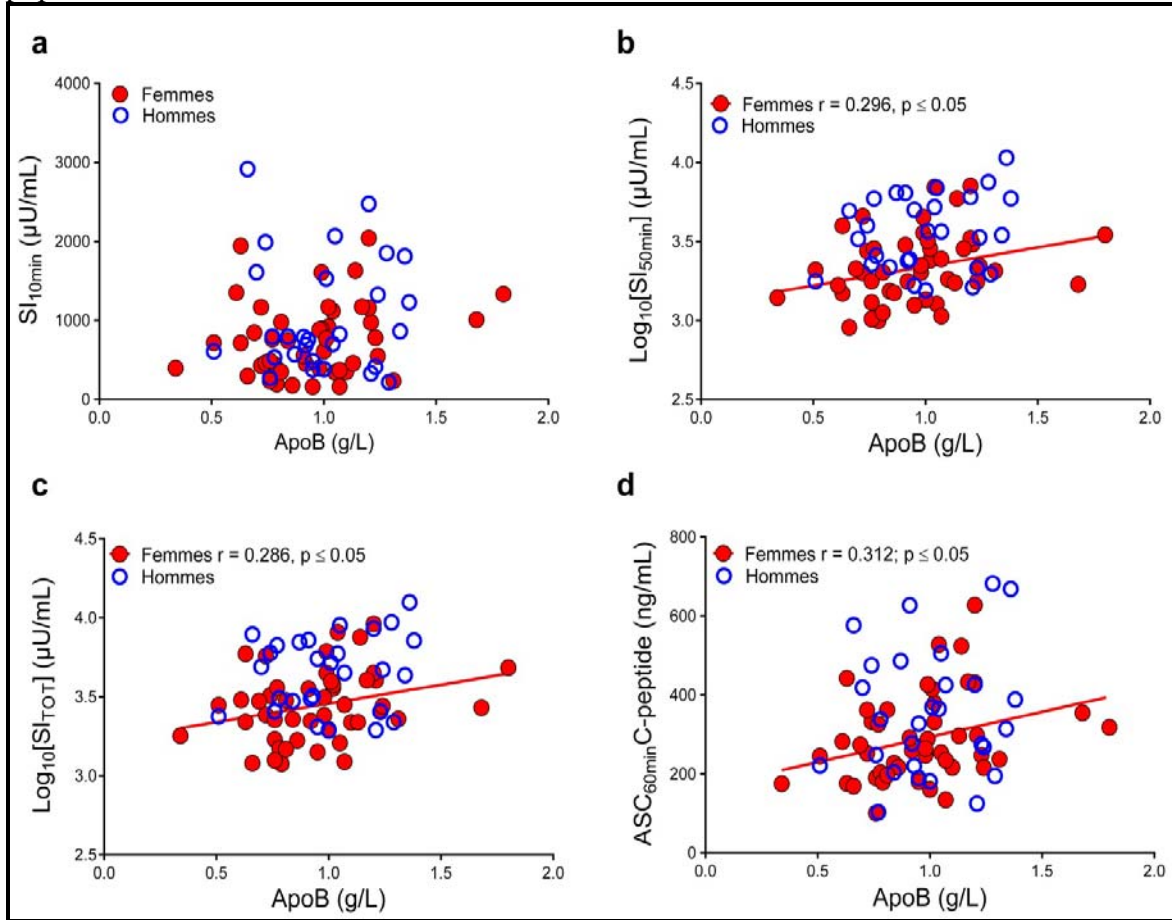 a
4000
3000
2000
1000
0
SI10min (µU/mL)
Femmes
Hommes
0.0 0.5 1.0 1.5 2.0
ApoB (g/L)
b
4.5
4.0
3.5
3.0
2.5
Log10[SI50min] (µU/mL)
Femmes r = 0.296, p ≤ 0.05
Hommes
0.0 0.5 1.0 1.5 2.0
ApoB (g/L)
c
4.5
4.0
3.5
3.0
2.5
Log10[SITOT] (µU/mL)
Femmes r = 0.286, p ≤ 0.05
Hommes
0.0 0.5 1.0 1.5 2.0
ApoB (g/L)
d
800
600
400
200
0
ASC60minC-peptide (ng/mL)
Femmes r = 0.312; p ≤ 0.05
Hommes
0.0 0.5 1.0 1.5 2.0
ApoB (g/L)